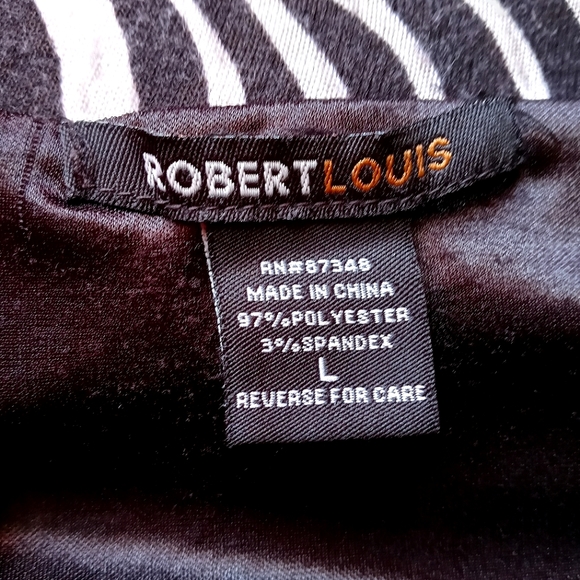 ROBERTLOUIS
RN#87348
MADE IN CHINA
97%POLYESTER
3%SPANDEX
L
REVERSE FOR CARE